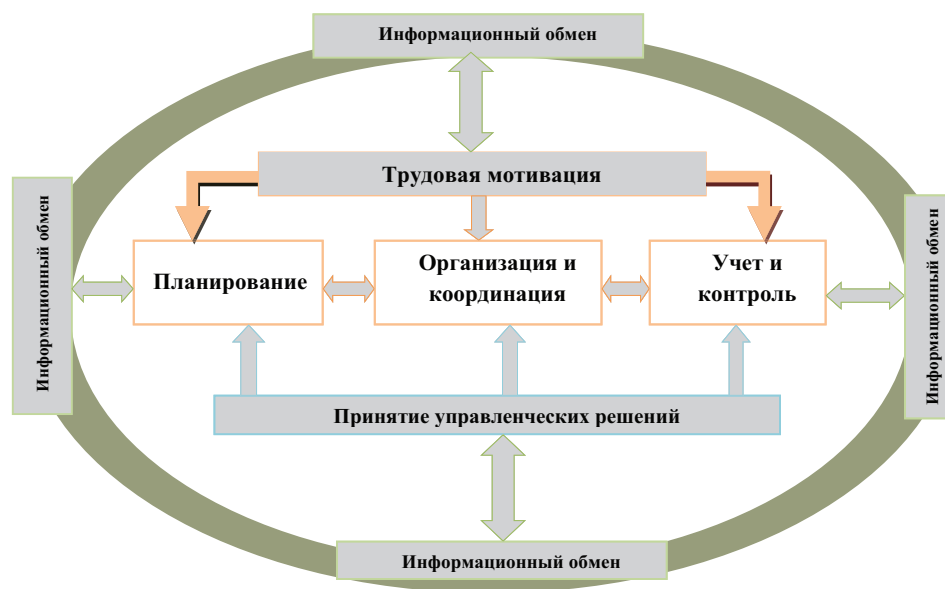 Информационный обмен
Трудовая мотивация
Информационный обмен
Планирование
Организация и
координация
Учет и
контроль
Информационный обмен
Принятие управленческих решений
Информационный обмен